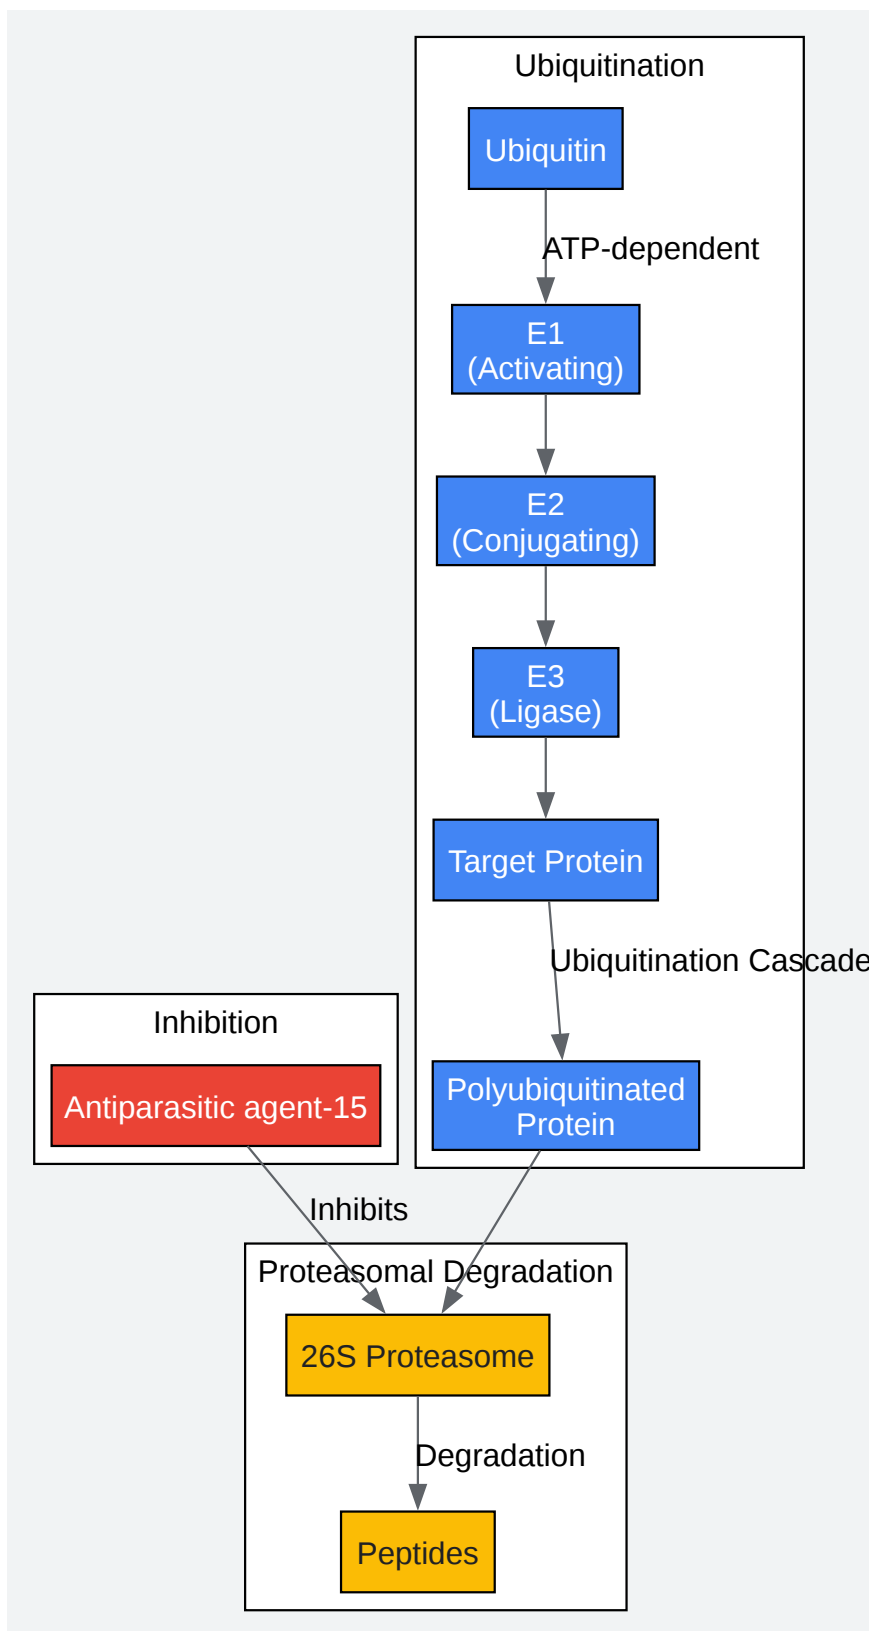 Ubiquitination
Ubiquitin
ATP-dependent
E1
(Activating)
E2
(Conjugating)
E3
(Ligase)
Target Protein
Ubiquitination Cascade
Inhibition
Antiparasitic agent-15
Polyubiquitinated
Protein
Inhibits
Proteasomal Degradation
26S Proteasome
Degradation
Peptides